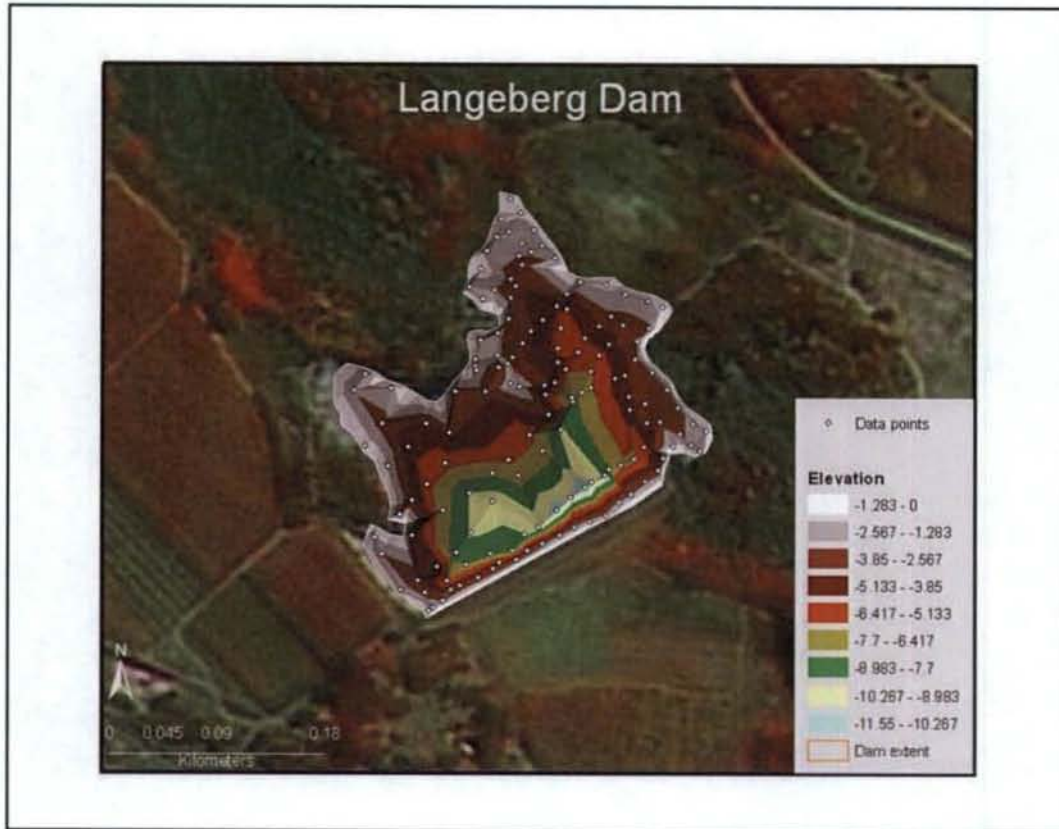 Langeberg Dam
Data points
Elevation
-1.283 - 0
-2.567 - -1.283
-3.85 - -2.567
-5.133 - -3.85
-6.417 - -5.133
-7.7 - -6.417
-8.983 - -7.7
-10.267 - -8.983
-11.55 - -10.267
Dam extent
N
0 0.045 0.09 0.18
Kilometers